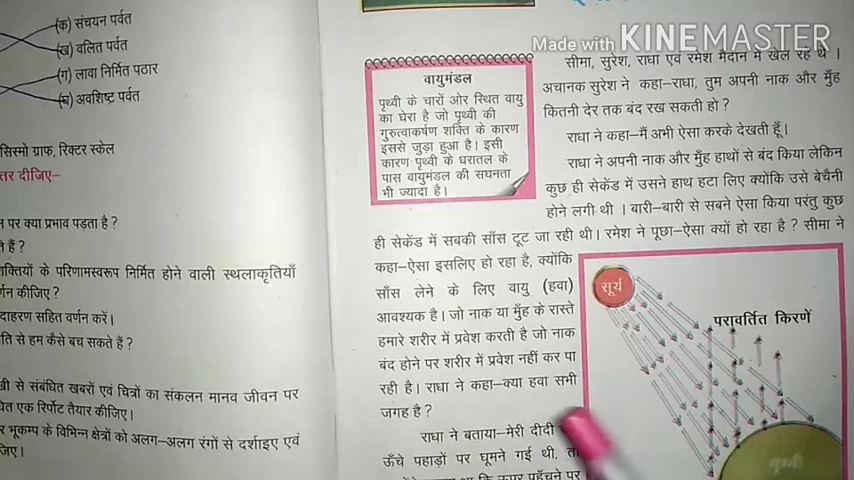 (क) संचयन पर्वत
(ख) वलित पर्वत
(ग) लावा निर्मित पठार
(घ) अवशिष्ट पर्वत
सिस्मो ग्राफ, रिक्टर स्केल
तर दीजिए–
न पर क्या प्रभाव पड़ता है ?
ते हैं ?
शक्तियों के परिणामस्वरूप निर्मित होने वाली स्थलाकृतियाँ
र्णन कीजिए ?
दाहरण सहित वर्णन करें।
ति से हम कैसे बच सकते हैं ?
खी से संबंधित खबरों एवं चित्रों का संकलन मानव जीवन पर
धित एक रिर्पोट तैयार कीजिए।
र भूकम्प के विभिन्न क्षेत्रों को अलग–अलग रंगों से दर्शाइए एवं
जिए।
Made with KINEMASTER
वायुमंडल
पृथ्वी के चारों ओर स्थित वायु
का घेरा है जो पृथ्वी की
गुरुत्वाकर्षण शक्ति के कारण
इससे जुड़ा हुआ है। इसी
कारण पृथ्वी के धरातल के
पास वायुमंडल की सघनता
भी ज्यादा है।
सीमा, सुरेश, राधा एवं रमेश मैदान में खेल रहे थे ।
अचानक सुरेश ने कहा–राधा, तुम अपनी नाक और मुँह
कितनी देर तक बंद रख सकती हो ?
राधा ने कहा–मैं अभी ऐसा करके देखती हूँ।
राधा ने अपनी नाक और मुँह हाथों से बंद किया लेकिन
कुछ ही सेकेंड में उसने हाथ हटा लिए क्योंकि उसे बेचैनी
होने लगी थी । बारी–बारी से सबने ऐसा किया परंतु कुछ
ही सेकेंड में सबकी साँस टूट जा रही थी। रमेश ने पूछा–ऐसा क्यों हो रहा है ? सीमा ने
कहा–ऐसा इसलिए हो रहा है, क्योंकि
साँस लेने के लिए वायु (हवा)
आवश्यक है। जो नाक या मुँह के रास्ते
हमारे शरीर में प्रवेश करती है जो नाक
बंद होने पर शरीर में प्रवेश नहीं कर पा
रही है। राधा ने कहा–क्या हवा सभी
जगह है ?
राधा ने बताया–मेरी दीदी
ऊँचे पहाड़ों पर घूमने गई थी,
कि ऊपर पहुँचने पर
सूर्य
परावर्तित किरणें
पृथ्वी